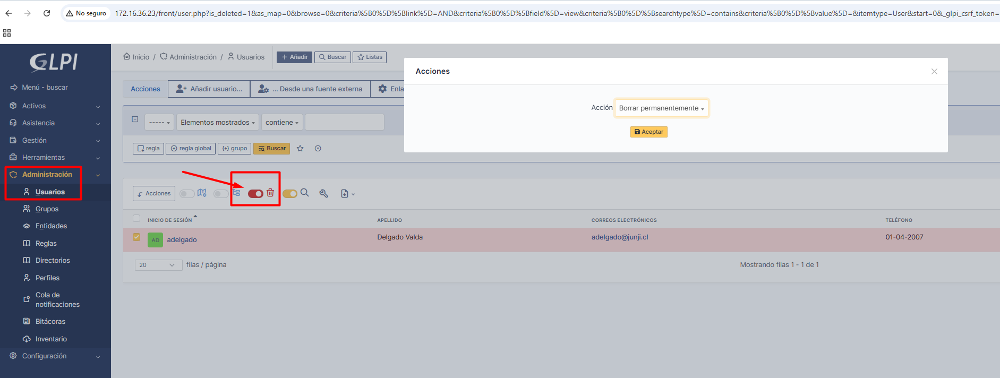 No seguro
172.16.36.23/front/user.php?is_deleted=1&as_map=0&browse=0&criteria%5B0%5D%5Blink%5D=AND&criteria%5B0%5D%5Bfield%5D=view&criteria%5B0%5D%5Bsearchtype%5D=contains&criteria%5B0%5D%5Bvalue%5D=&itemtype=User&start=0&_glpi_csrf_token=
GLPI
Menú - buscar
Activos
Asistencia
Gestión
Herramientas
Administración
Usuarios
Grupos
Entidades
Reglas
Directorios
Perfiles
Cola de
notificaciones
Bitácoras
Inventario
Configuración
Inicio / Administración / Usuarios
+ Añadir
Buscar
Listas
Acciones
Añadir usuario...
... Desde una fuente externa
Enla
----- Elementos mostrados contiene
regla
regla global
grupo
Buscar
Acciones
Acción Borrar permanentemente
Aceptar
Acciones
INICIO DE SESIÓN APELLIDO CORREOS ELECTRÓNICOS TELÉFONO
AD adelgado Delgado Valda adelgado@junji.cl 01-04-2007
20 filas / página Mostrando filas 1 - 1 de 1